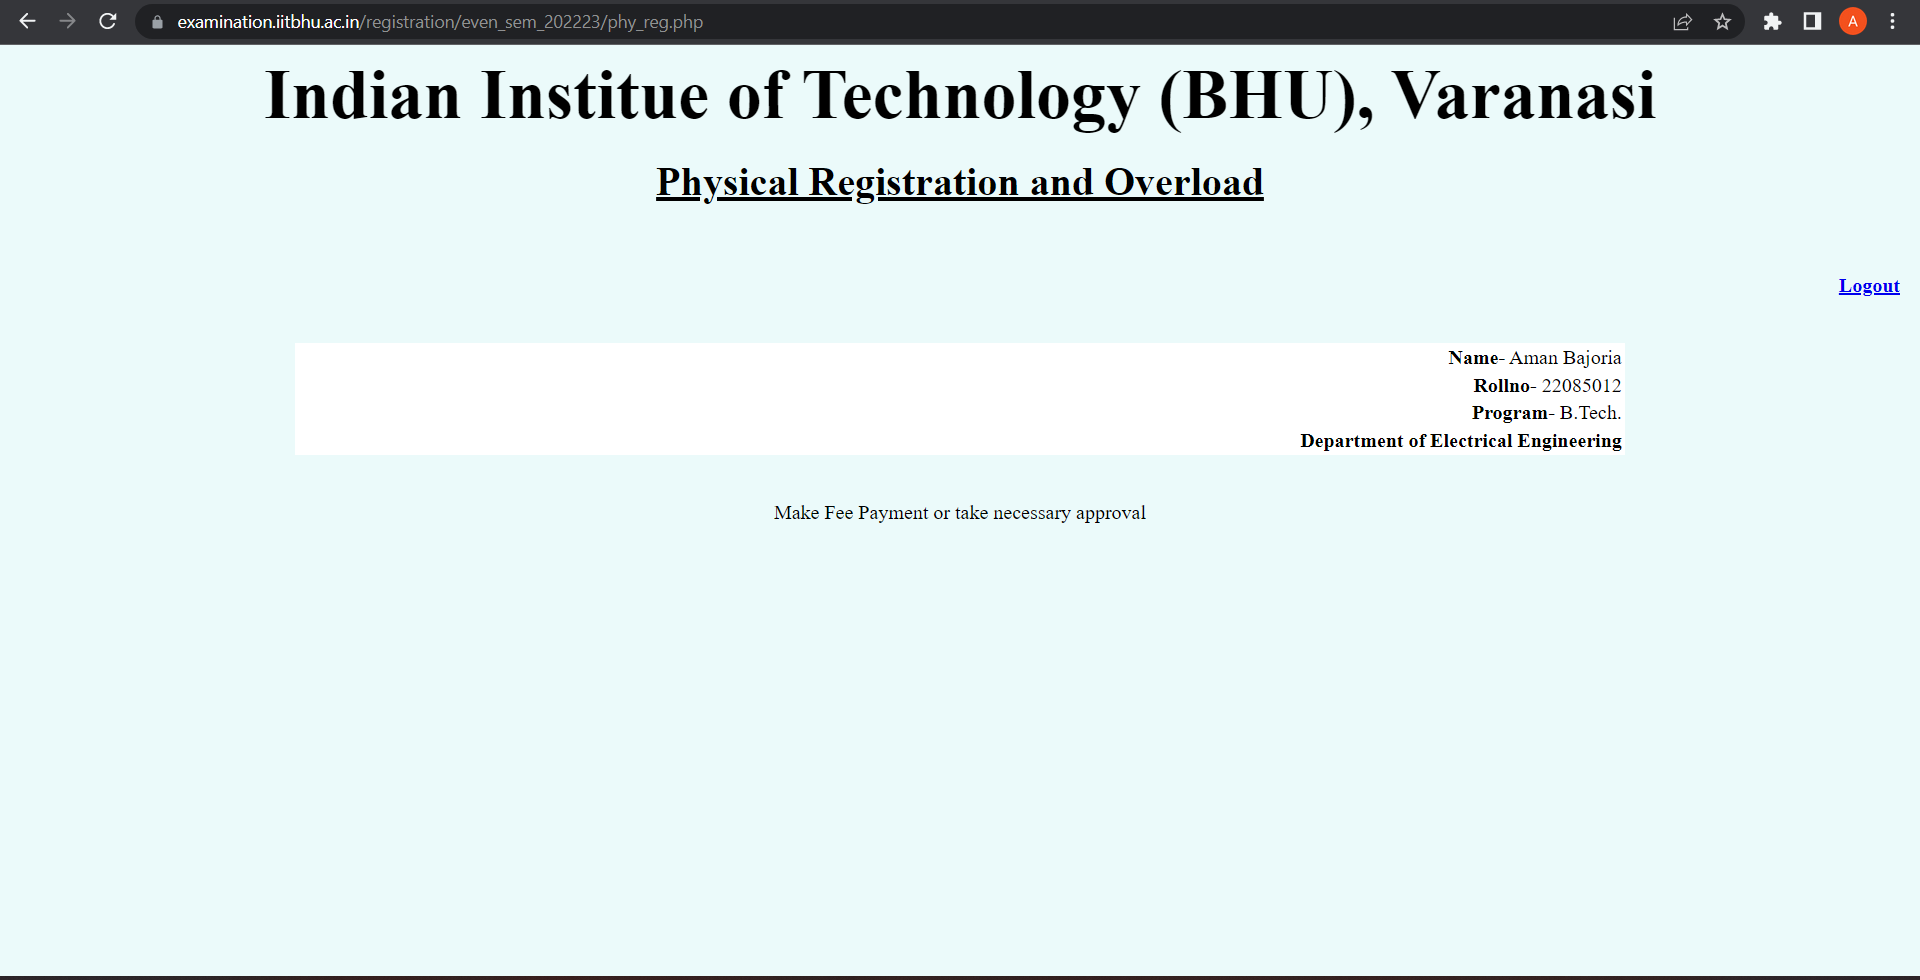 examination.iitbhu.ac.in/registration/even_sem_202223/phy_reg.php
A
Indian Institue of Technology (BHU), Varanasi
Physical Registration and Overload
Logout
Name- Aman Bajoria
Rollno- 22085012
Program- B.Tech.
Department of Electrical Engineering
Make Fee Payment or take necessary approval